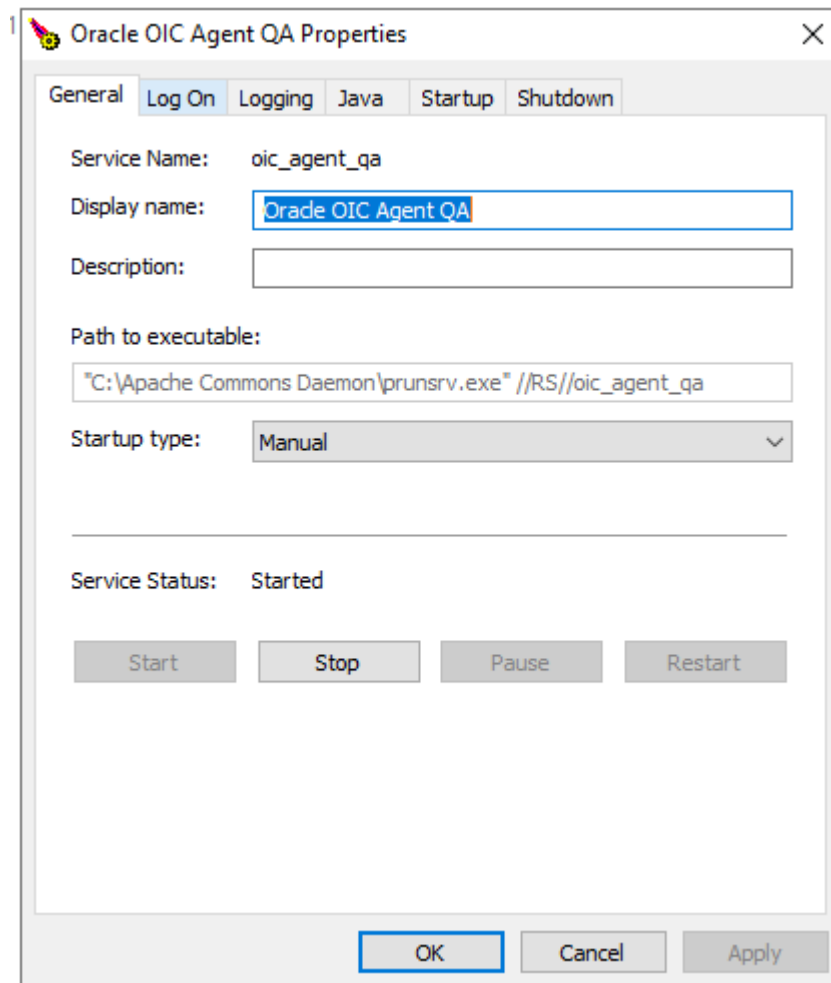 1
Oracle OIC Agent QA Properties
General Log On Logging Java Startup Shutdown
Service Name: oic_agent_qa
Display name: Oracle OIC Agent QA
Description:
Path to executable:
"C:\Apache Commons Daemon\prunsrv.exe" //RS//oic_agent_qa
Startup type: Manual
Service Status: Started
Start Stop Pause Restart
OK Cancel Apply